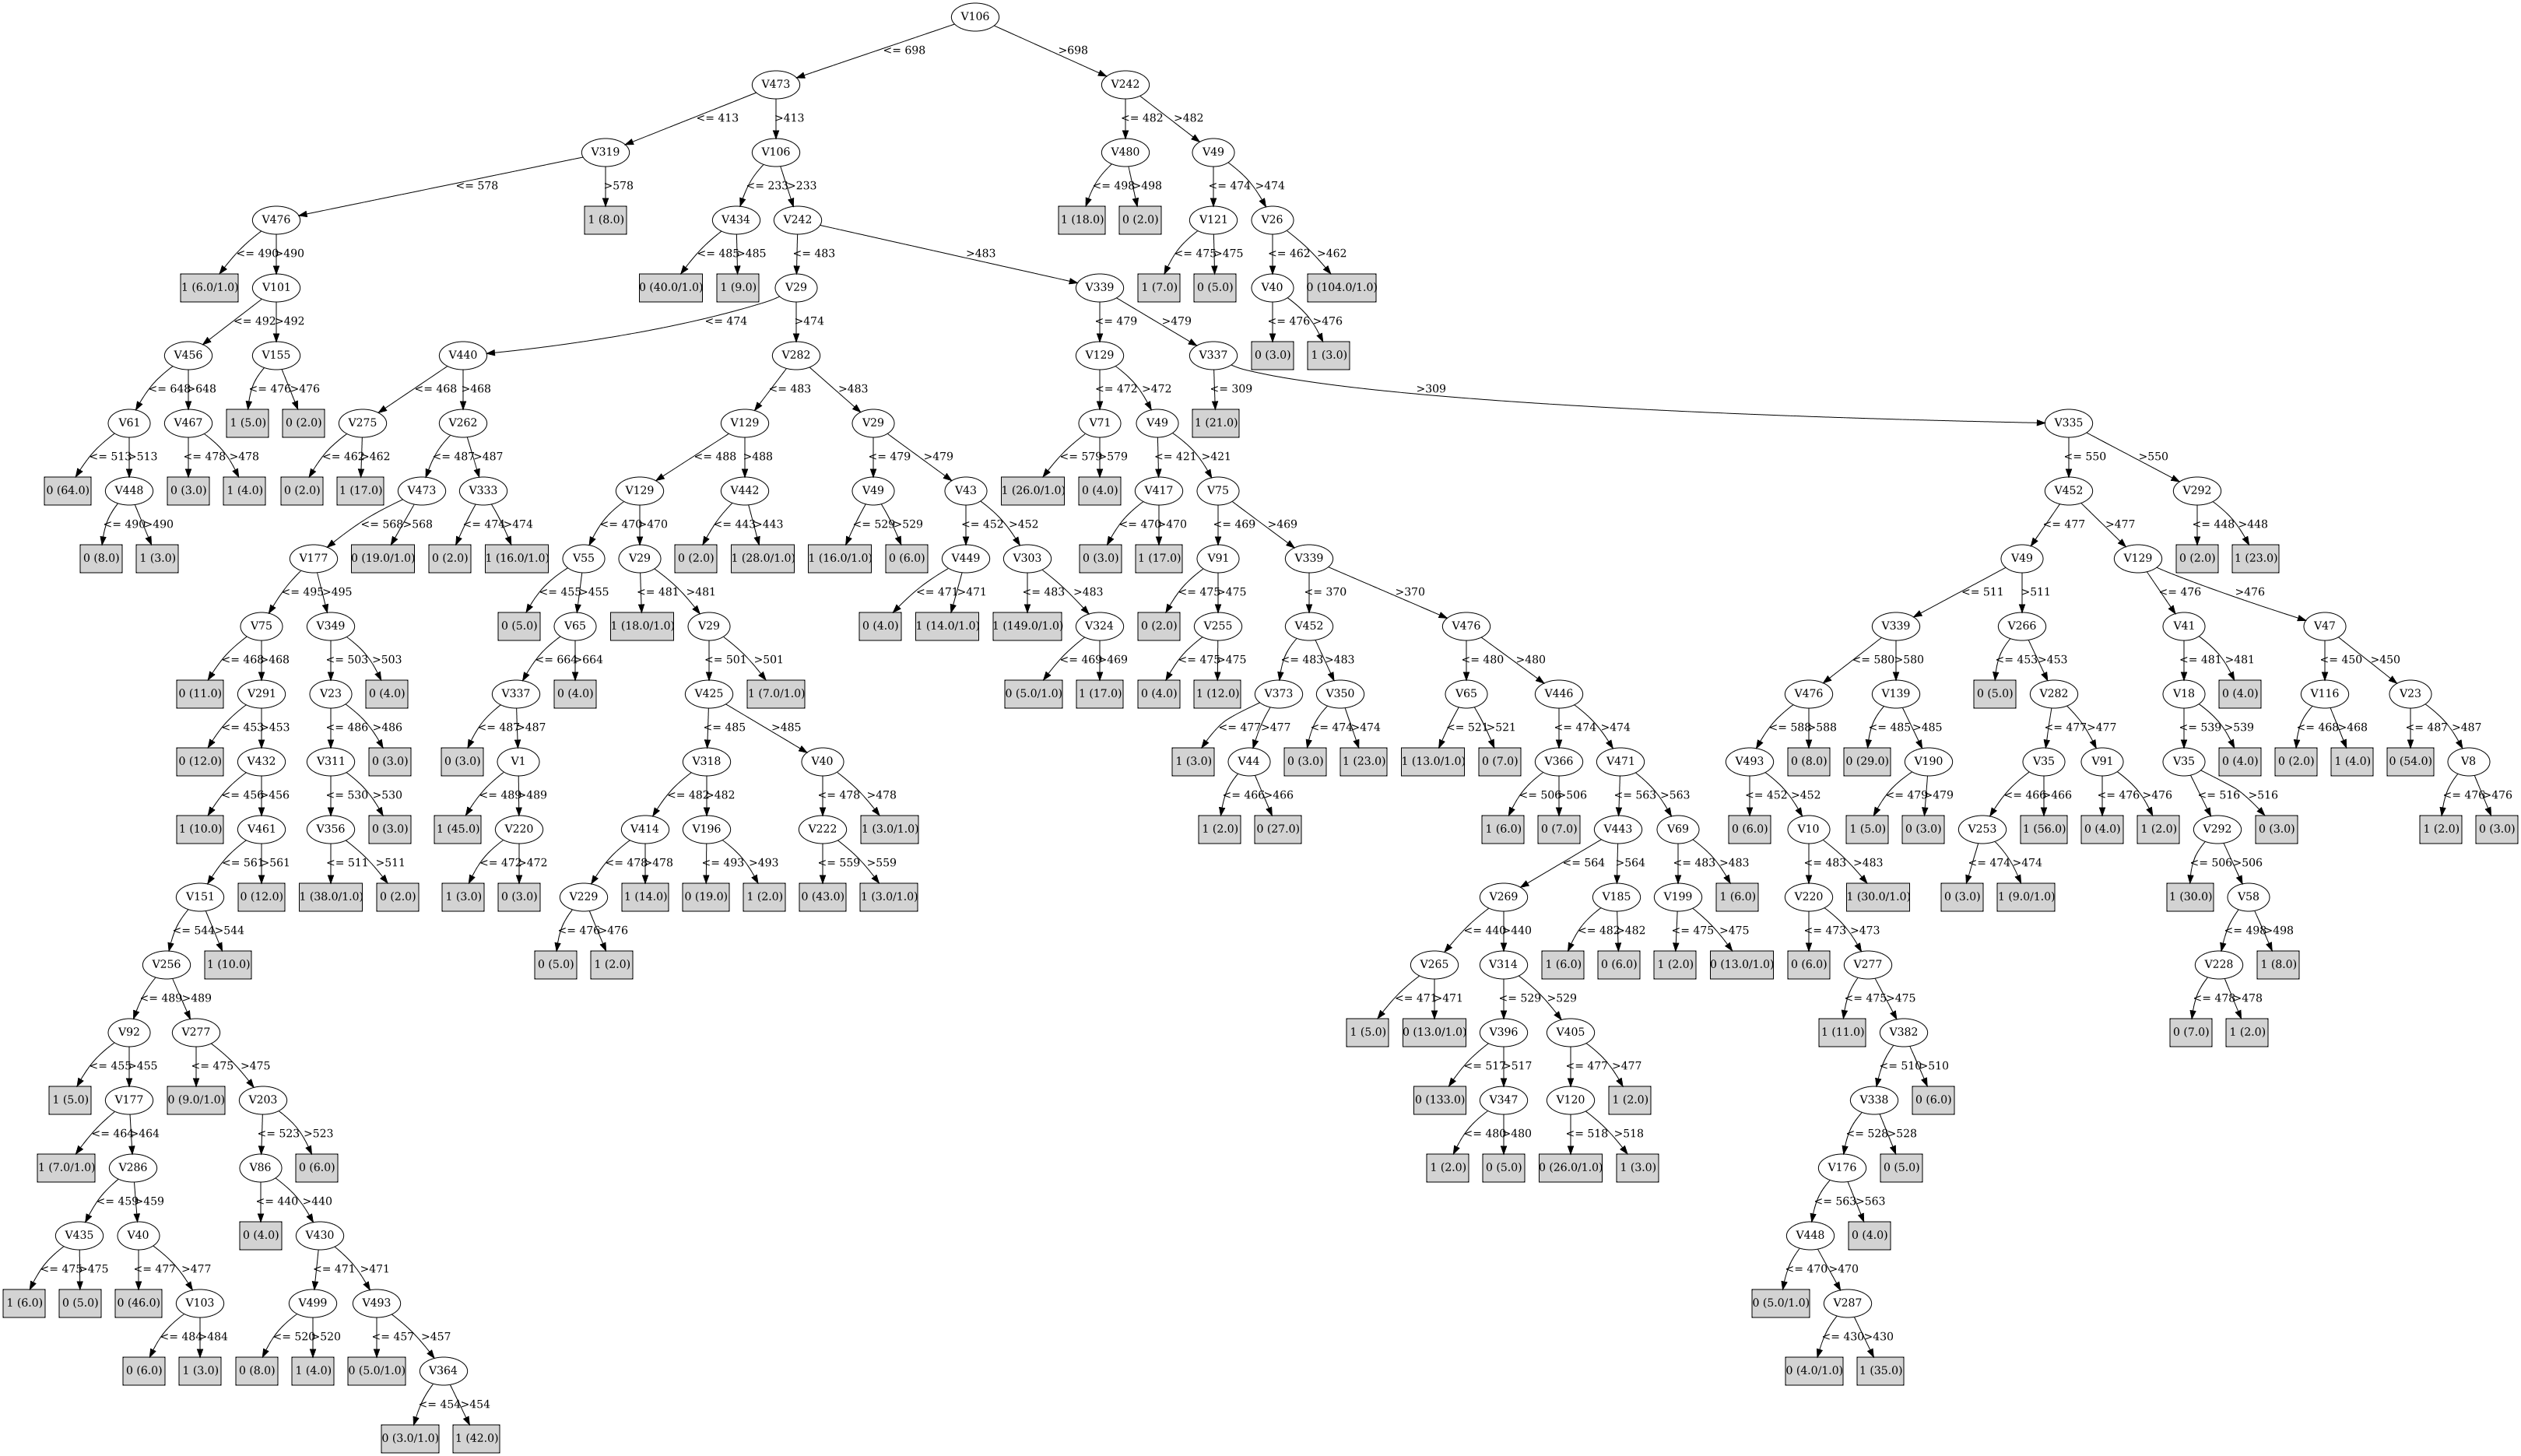 V106
<= 698 >698
V473 V242
<= 413 >413 <= 482 >482
V319 V106 V480 V49
<= 578 >578 <= 233 >233 <= 498 >498 <= 474 >474
V476 1 (8.0) V434 V242 1 (18.0) 0 (2.0) V121 V26
<= 490 >490 <= 485 >485 <= 483 >483 <= 475 >475 <= 462 >462
1 (6.0/1.0) V101 0 (40.0/1.0) 1 (9.0) V29 V339 1 (7.0) 0 (5.0) V40 0 (104.0/1.0)
<= 492 >492 <= 474 >474 <= 479 >479 <= 476 >476
V456 V155 V440 V282 V129 V337 0 (3.0) 1 (3.0)
<= 648 >648 <= 476 >476 <= 468 >468 <= 483 >483 <= 472 >472 <= 309 >309
V61 V467 1 (5.0) 0 (2.0) V275 V262 V129 V29 V71 V49 1 (21.0) V335
<= 513 >513 <= 478 >478 <= 462 >462 <= 487 >487 <= 488 >488 <= 479 >479 <= 579 >579 <= 421 >421 <= 550 >550
0 (64.0) V448 0 (3.0) 1 (4.0) 0 (2.0) 1 (17.0) V473 V333 V129 V442 V49 V43 1 (26.0/1.0) 0 (4.0) V417 V75 V452 V292
<= 490 >490 <= 568 >568 <= 474 >474 <= 470 >470 <= 443 >443 <= 529 >529 <= 452 >452 <= 470 >470 <= 469 >469 <= 477 >477 <= 448 >448
0 (8.0) 1 (3.0) V177 0 (19.0/1.0) 0 (2.0) 1 (16.0/1.0) V55 V29 0 (2.0) 1 (28.0/1.0) 1 (16.0/1.0) 0 (6.0) V449 V303 0 (3.0) 1 (17.0) V91 V339 V49 V129 0 (2.0) 1 (23.0)
<= 495 >495 <= 455 >455 <= 481 >481 <= 471 >471 <= 483 >483 <= 475 >475 <= 370 >370 <= 511 >511 <= 476 >476
V75 V349 0 (5.0) V65 1 (18.0/1.0) V29 0 (4.0) 1 (14.0/1.0) 1 (149.0/1.0) V324 0 (2.0) V255 V452 V476 V339 V266 V41 V47
<= 468 >468 <= 503 >503 <= 664 >664 <= 501 >501 <= 469 >469 <= 475 >475 <= 483 >483 <= 480 >480 <= 580 >580 <= 453 >453 <= 481 >481 <= 450 >450
0 (11.0) V291 V23 0 (4.0) V337 0 (4.0) V425 1 (7.0/1.0) 0 (5.0/1.0) 1 (17.0) 0 (4.0) 1 (12.0) V373 V350 V65 V446 V476 V139 0 (5.0) V282 V18 0 (4.0) V116 V23
<= 453 >453 <= 486 >486 <= 487 >487 <= 485 >485 <= 477 >477 <= 474 >474 <= 521 >521 <= 474 >474 <= 588 >588 <= 485 >485 <= 477 >477 <= 539 >539 <= 468 >468 <= 487 >487
0 (12.0) V432 V311 0 (3.0) 0 (3.0) V1 V318 V40 1 (3.0) V44 0 (3.0) 1 (23.0) 1 (13.0/1.0) 0 (7.0) V366 V471 V493 0 (8.0) 0 (29.0) V190 V35 V91 V35 0 (4.0) 0 (2.0) 1 (4.0) 0 (54.0) V8
<= 456 >456 <= 530 >530 <= 489 >489 <= 482 >482 <= 478 >478 <= 466 >466 <= 506 >506 <= 563 >563 <= 452 >452 <= 479 >479 <= 466 >466 <= 476 >476 <= 516 >516 <= 476 >476
1 (10.0) V461 V356 0 (3.0) 1 (45.0) V220 V414 V196 V222 1 (3.0/1.0) 1 (2.0) 0 (27.0) 1 (6.0) 0 (7.0) V443 V69 0 (6.0) V10 1 (5.0) 0 (3.0) V253 1 (56.0) 0 (4.0) 1 (2.0) V292 0 (3.0) 1 (2.0) 0 (3.0)
<= 561 >561 <= 511 >511 <= 472 >472 <= 478 >478 <= 493 >493 <= 559 >559 <= 564 >564 <= 483 >483 <= 483 >483 <= 474 >474 <= 506 >506
V151 0 (12.0) 1 (38.0/1.0) 0 (2.0) 1 (3.0) 0 (3.0) V229 1 (14.0) 0 (19.0) 1 (2.0) 0 (43.0) 1 (3.0/1.0) V269 V185 V199 1 (6.0) V220 1 (30.0/1.0) 0 (3.0) 1 (9.0/1.0) 1 (30.0) V58
<= 544 >544 <= 476 >476 <= 440 >440 <= 482 >482 <= 475 >475 <= 473 >473 <= 498 >498
V256 1 (10.0) 0 (5.0) 1 (2.0) V265 V314 1 (6.0) 0 (6.0) 1 (2.0) 0 (13.0/1.0) 0 (6.0) V277 V228 1 (8.0)
<= 489 >489 <= 471 >471 <= 529 >529 <= 475 >475 <= 478 >478
V92 V277 1 (5.0) 0 (13.0/1.0) V396 V405 1 (11.0) V382 0 (7.0) 1 (2.0)
<= 455 >455 <= 475 >475 <= 517 >517 <= 477 >477 <= 510 >510
1 (5.0) V177 0 (9.0/1.0) V203 0 (133.0) V347 V120 1 (2.0) V338 0 (6.0)
<= 464 >464 <= 523 >523 <= 480 >480 <= 518 >518 <= 528 >528
1 (7.0/1.0) V286 V86 0 (6.0) 1 (2.0) 0 (5.0) 0 (26.0/1.0) 1 (3.0) V176 0 (5.0)
<= 459 >459 <= 440 >440 <= 563 >563
V435 V40 0 (4.0) V430 V448 0 (4.0)
<= 475 >475 <= 477 >477 <= 471 >471 <= 470 >470
1 (6.0) 0 (5.0) 0 (46.0) V103 V499 V493 0 (5.0/1.0) V287
<= 484 >484 <= 520 >520 <= 457 >457 <= 430 >430
0 (6.0) 1 (3.0) 0 (8.0) 1 (4.0) 0 (5.0/1.0) V364 0 (4.0/1.0) 1 (35.0)
<= 454 >454
0 (3.0/1.0) 1 (42.0)